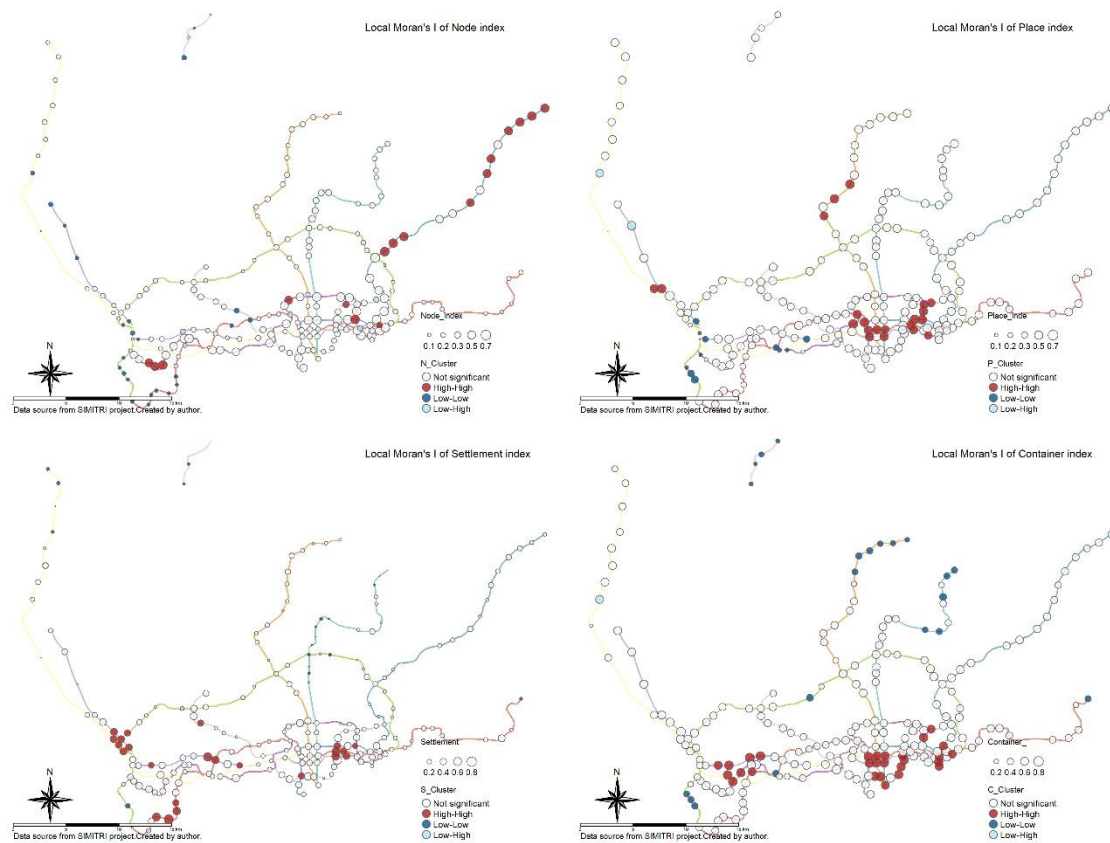 Local Moran's I of Node index
Node_index
0.1 0.2 0.3 0.5 0.7
N_Cluster
Not significant
High-High
Low-Low
Low-High
N
Data source from SIMITRI project.Created by author.
Local Moran's I of Place index
Place_inde
0.1 0.2 0.3 0.5 0.7
P_Cluster
Not significant
High-High
Low-Low
Low-High
N
Data source from SIMITRI project.Created by author.
Local Moran's I of Settlement index
Settlement
0.2 0.4 0.6 0.8
S_Cluster
Not significant
High-High
Low-Low
Low-High
N
Data source from SIMITRI project.Created by author.
Local Moran's I of Container index
Container_
0.2 0.4 0.6 0.8
C_Cluster
Not significant
High-High
Low-Low
Low-High
N
Data source from SIMITRI project.Created by author.